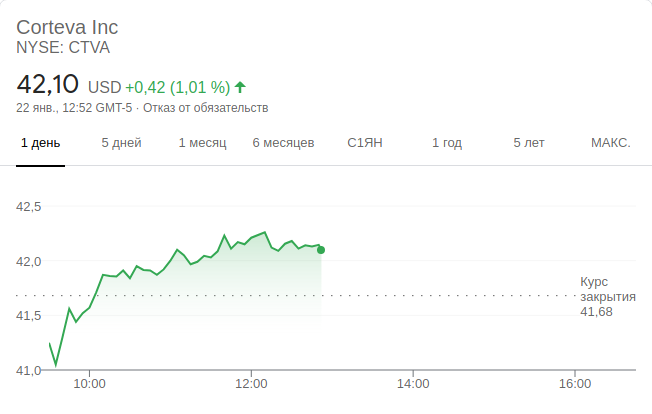 Corteva Inc
NYSE: CTVA
42,10 USD +0,42 (1,01 %)
22 янв., 12:52 GMT-5 · Отказ от обязательств
1 день 5 дней 1 месяц 6 месяцев С1ЯН 1 год 5 лет МАКС.
42,5
42,0
Курс
закрытия
41,5
41,68
41,0
10:00 12:00 14:00 16:00